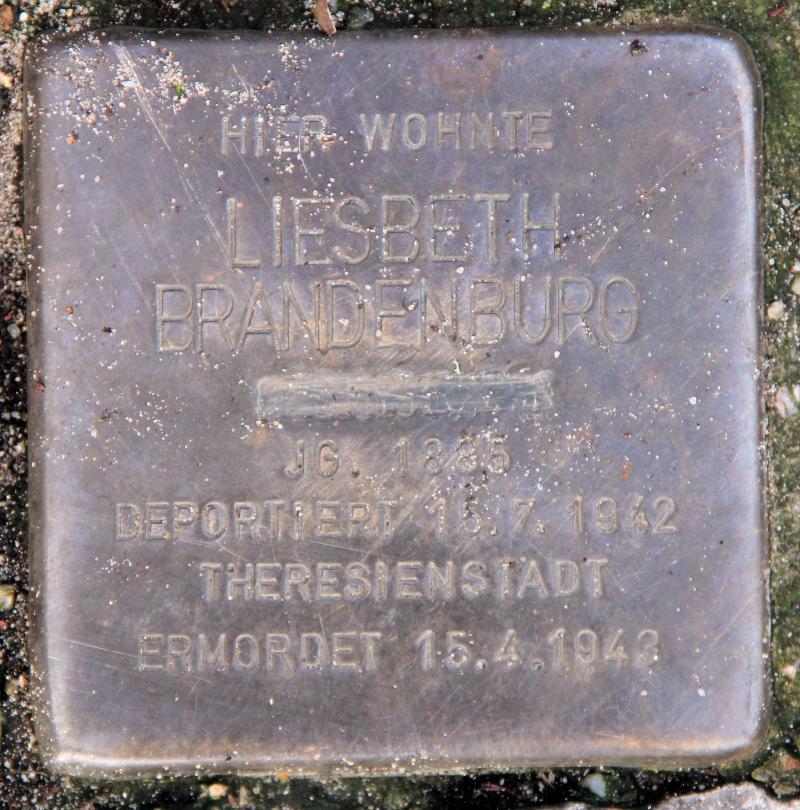 HIER WOHNTE
LIESBETH
BRANDENBURG
JG. 1885
DEPORTIERT 15.7.1942
THERESIENSTADT
ERMORDET 15.4.1943